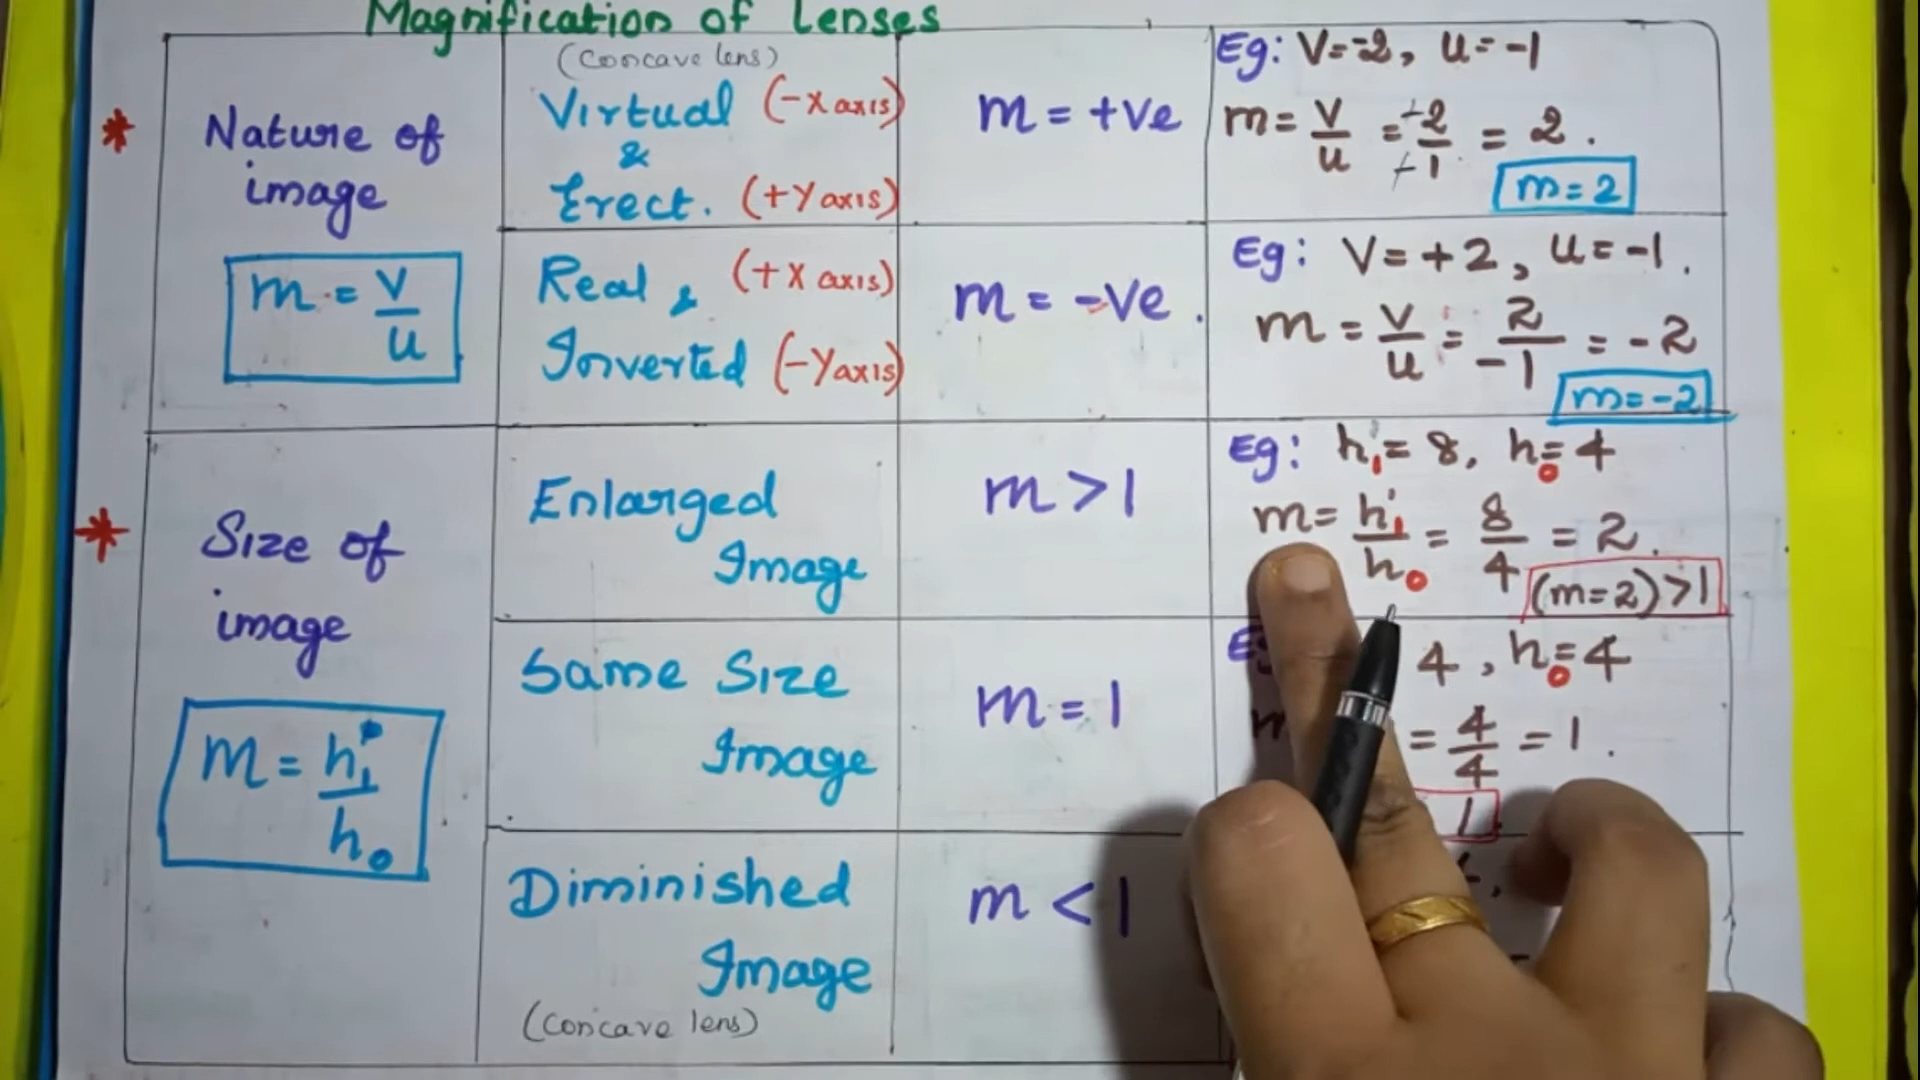 Magnification of Lenses
* Nature of
image
m = v/u
(Concave lens)
Virtual (-x axis)
&
Erect. (+y axis)
m = +ve
Eg: V=-2, u=-1
m= v/u = -2/-1 = 2.
m=2
Real & (+x axis)
Inverted (-y axis)
m = -ve.
Eg: V=+2, u=-1.
m = v/u = 2/-1 = -2
m=-2
* Size of
image
m = hi/ho
Enlarged
Image
m > 1
Eg: hi= 8, ho= 4
m= hi/ho = 8/4 = 2.
(m=2)>1
Same Size
Image
m = 1
4, ho= 4
= 4/4 = 1.
1
Diminished
Image
(concave lens)
m < 1